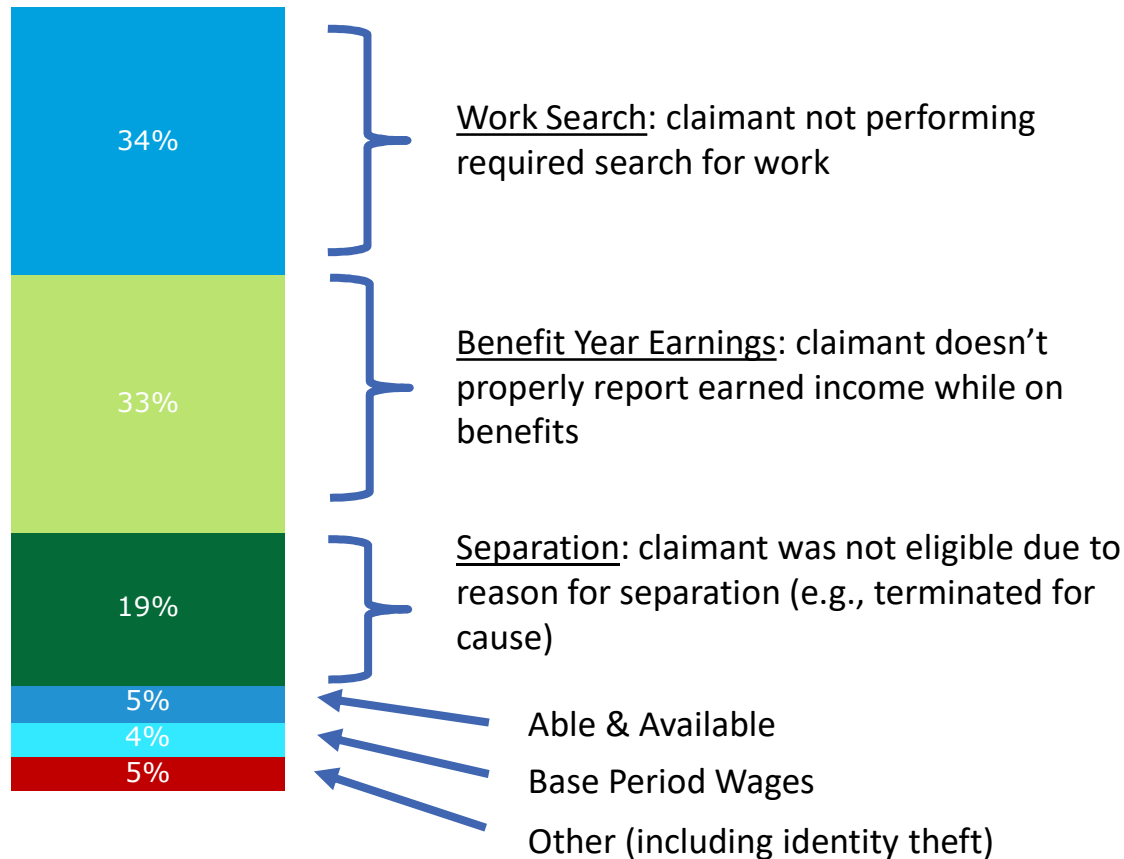 34%
Work Search: claimant not performing
required search for work
33%
Benefit Year Earnings: claimant doesn’t
properly report earned income while on
benefits
19%
Separation: claimant was not eligible due to
reason for separation (e.g., terminated for
cause)
5%
Able & Available
4%
Base Period Wages
5%
Other (including identity theft)